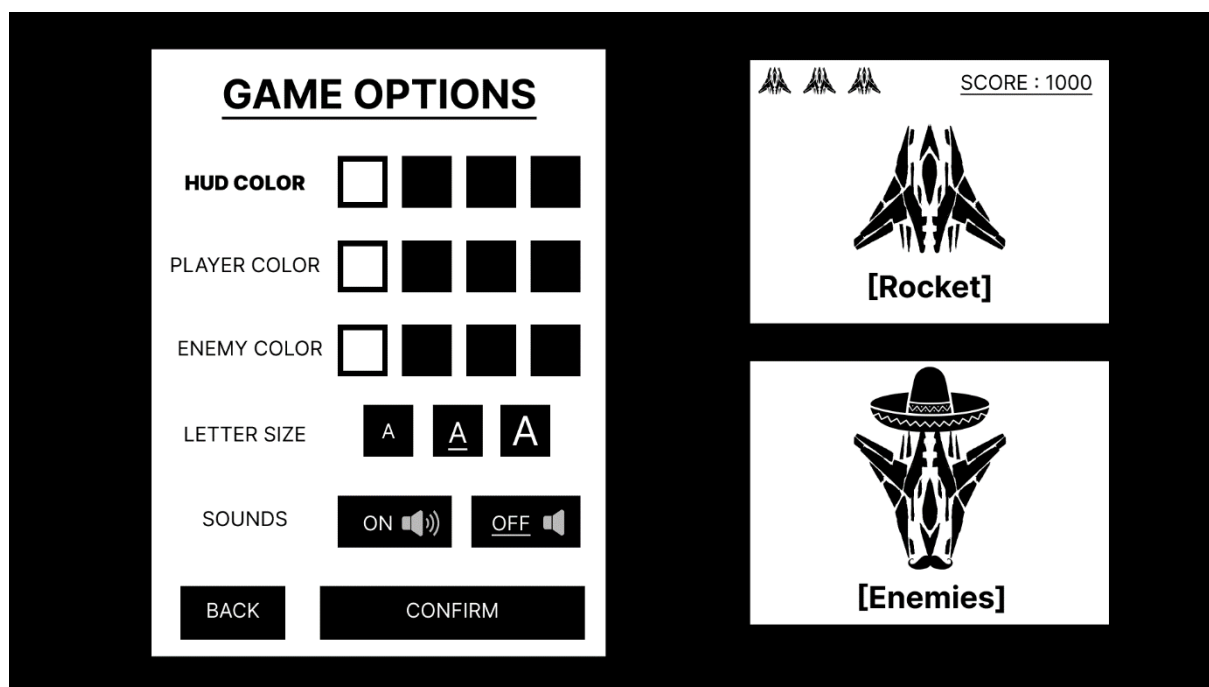 GAME OPTIONS
HUD COLOR
PLAYER COLOR
ENEMY COLOR
LETTER SIZE A A A
SOUNDS ON OFF
BACK CONFIRM
SCORE : 1000
[Rocket]
[Enemies]